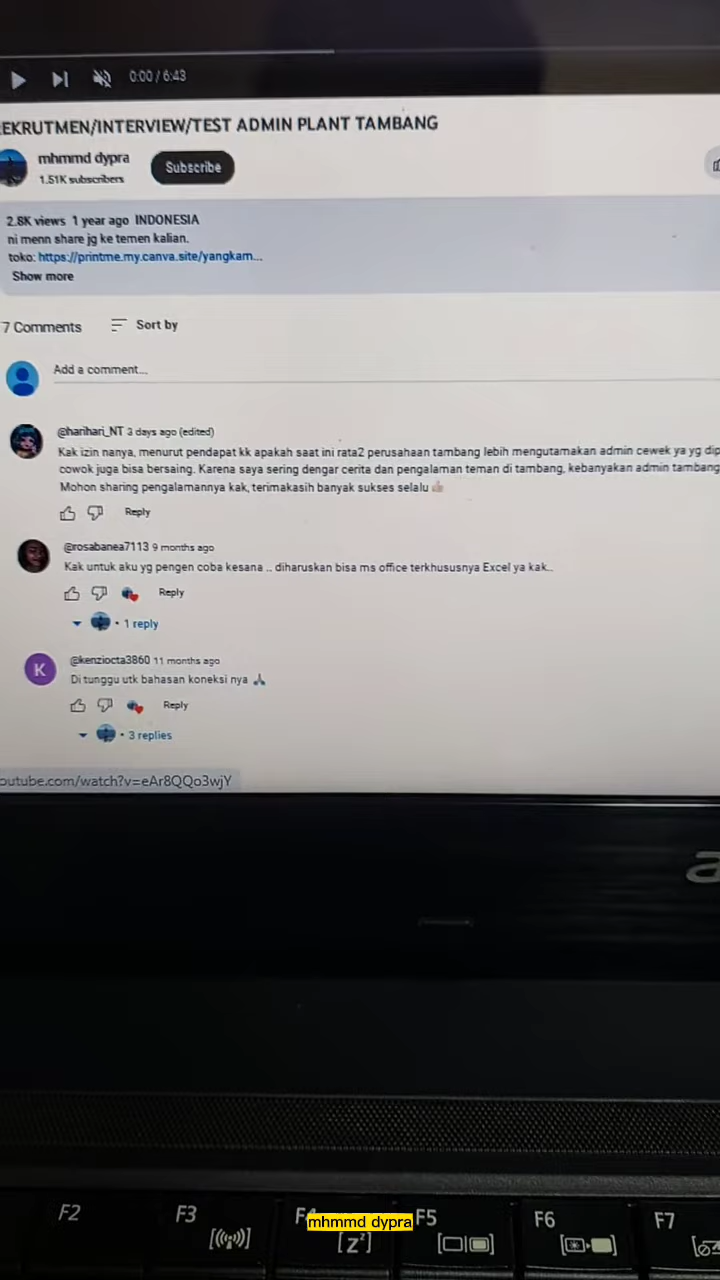 0:00 / 6:43
EKRUTMEN/INTERVIEW/TEST ADMIN PLANT TAMBANG
mhmmd dypra
1.51K subscribers
Subscribe
2.8K views 1 year ago INDONESIA
ni menn share jg ke temen kalian.
toko: https://printme.my.canva.site/yangkam...
Show more
7 Comments
Sort by
Add a comment...
@harihari_NT 3 days ago (edited)
Kak izin nanya, menurut pendapat kk apakah saat ini rata2 perusahaan tambang lebih mengutamakan admin cewek ya yg dip
cowok juga bisa bersaing. Karena saya sering dengar cerita dan pengalaman teman di tambang, kebanyakan admin tambang
Mohon sharing pengalamannya kak, terimakasih banyak sukses selalu 👍🏻
Reply
@rosabanea7113 9 months ago
Kak untuk aku yg pengen coba kesana .. diharuskan bisa ms office terkhususnya Excel ya kak..
Reply
• 1 reply
K
@kenziocta3860 11 months ago
Di tunggu utk bahasan koneksi nya 🙏
Reply
• 3 replies
outube.com/watch?v=eAr8QQo3wjY
a
F2
F3
F4
F5
F6
F7
mhmmd dypra
[zz]